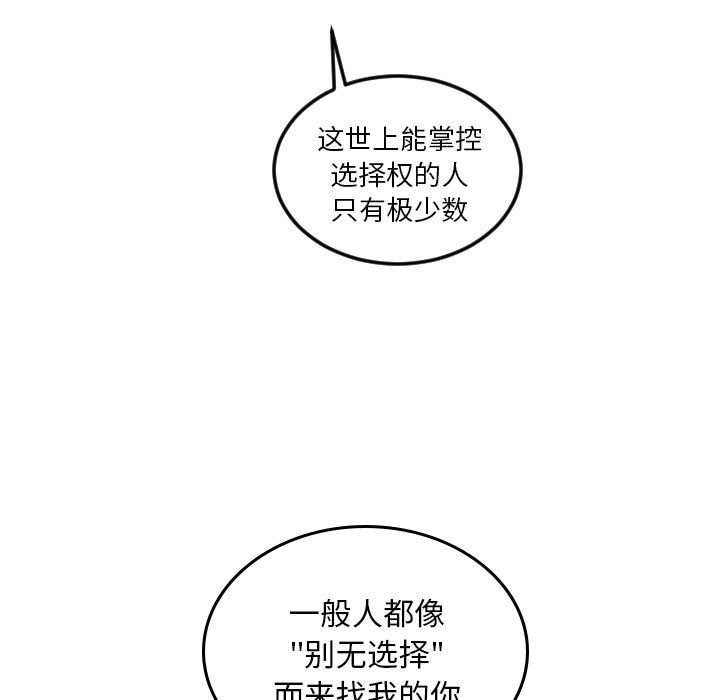 这世上能掌控
选择权的人
只有极少数
一般人都像
"别无选择"
而来找我的你